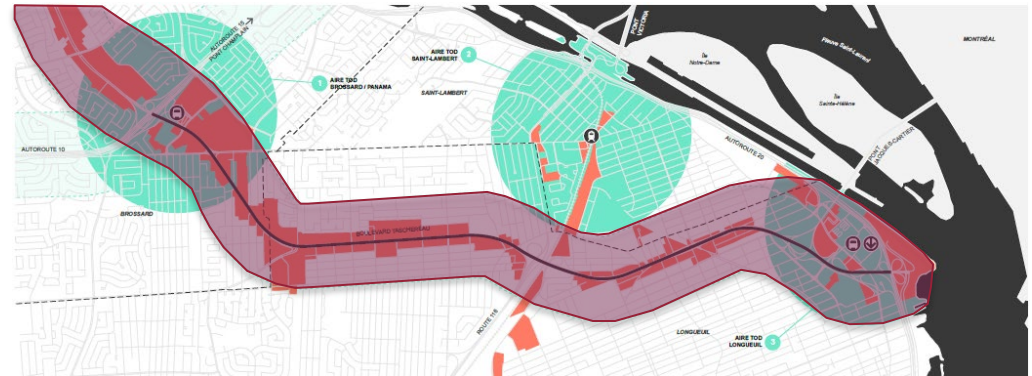 AUTOROUTE 15
PONT CHAMPLAIN
1
AIRE TOD
BROSSARD / PANAMA
2
AIRE TOD
SAINT-LAMBERT
SAINT-LAMBERT
PONT
VICTORIA
Île
Notre-Dame
Fleuve Saint-Laurent
MONTRÉAL
Île
Sainte-Hélène
AUTOROUTE 10
AUTOROUTE 20
PONT
JACQUES-CARTIER
BROSSARD
BOULEVARD TASCHEREAU
ROUTE 116
LONGUEUIL
AIRE TOD
LONGUEUIL
3